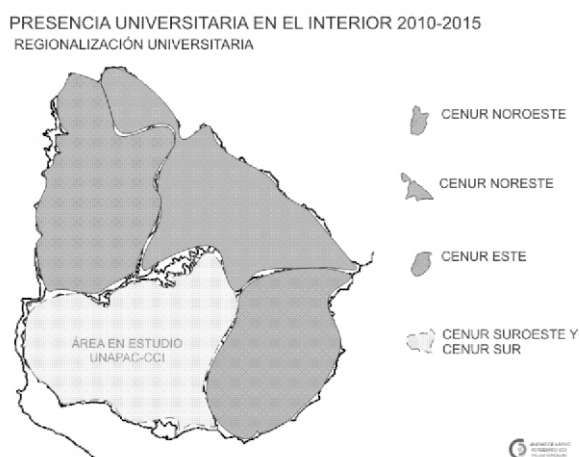 PRESENCIA UNIVERSITARIA EN EL INTERIOR 2010-2015
REGIONALIZACIÓN UNIVERSITARIA
CENUR NOROESTE
CENUR NORESTE
CENUR ESTE
CENUR SUROESTE Y
CENUR SUR
ÁREA EN ESTUDIO
UNAPAC-CCI